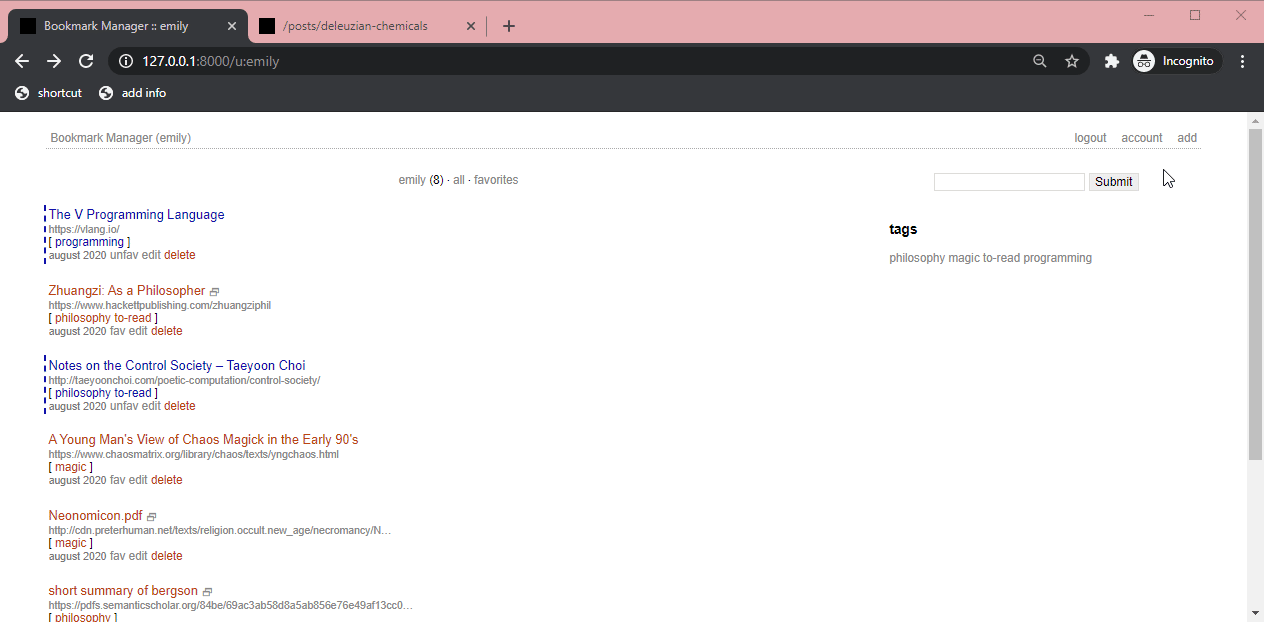 Bookmark Manager :: emily
/posts/deleuzian-chemicals
127.0.0.1:8000/u:emily
Incognito
shortcut add info
Bookmark Manager (emily)
logout account add
emily (8) · all · favorites
Submit
The V Programming Language
https://vlang.io/
[ programming ]
august 2020 unfav edit delete
Zhuangzi: As a Philosopher
https://www.hackettpublishing.com/zhuangziphil
[ philosophy to-read ]
august 2020 fav edit delete
Notes on the Control Society – Taeyoon Choi
http://taeyoonchoi.com/poetic-computation/control-society/
[ philosophy to-read ]
august 2020 unfav edit delete
A Young Man's View of Chaos Magick in the Early 90's
https://www.chaosmatrix.org/library/chaos/texts/yngchaos.html
[ magic ]
august 2020 fav edit delete
Neonomicon.pdf
http://cdn.preterhuman.net/texts/religion.occult.new_age/necromancy/N…
[ magic ]
august 2020 fav edit delete
short summary of bergson
https://pdfs.semanticscholar.org/84be/69ac3ab58d8a5ab856e76e49af13cc0…
[ philosophy ]
tags
philosophy magic to-read programming